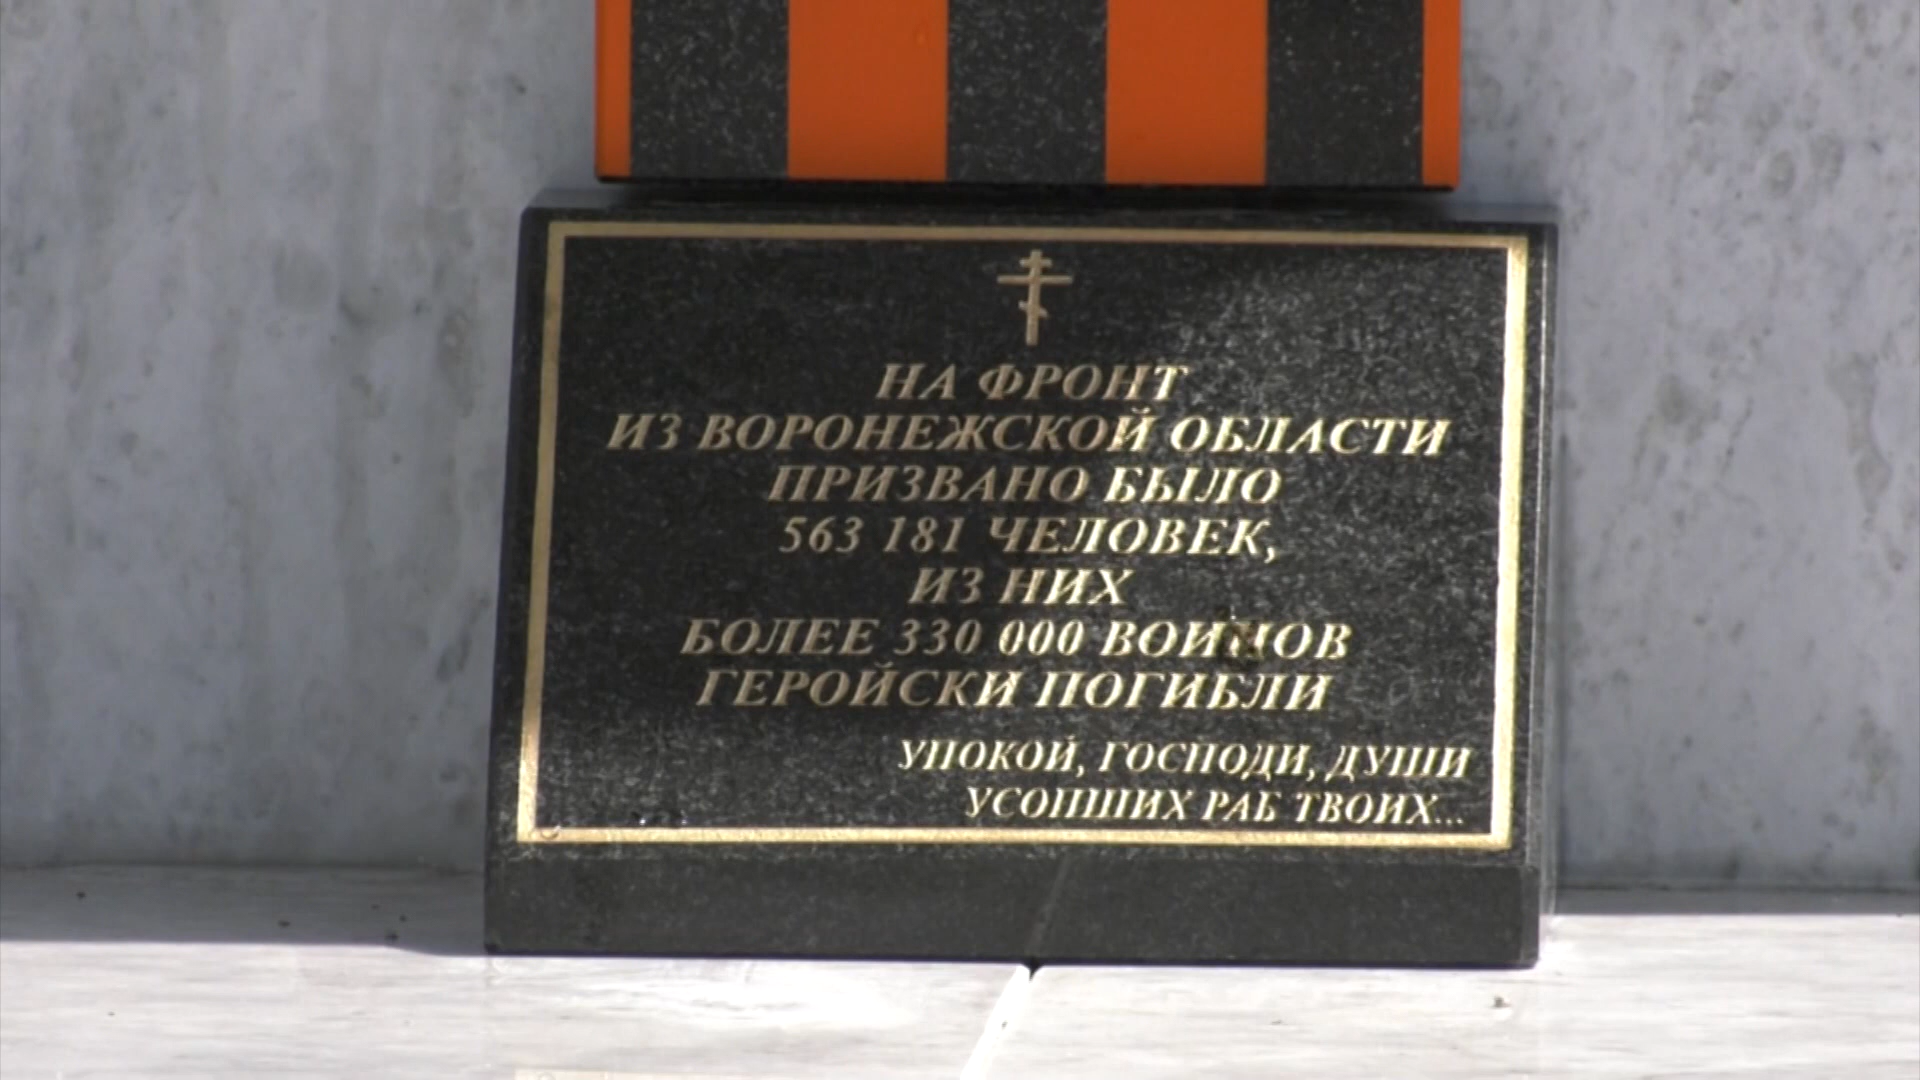 НА ФРОНТ
ИЗ ВОРОНЕЖСКОЙ ОБЛАСТИ
ПРИЗВАНО БЫЛО
563 181 ЧЕЛОВЕК,
ИЗ НИХ
БОЛЕЕ 330 000 ВОИНОВ
ГЕРОЙСКИ ПОГИБЛИ
УПОКОЙ, ГОСПОДИ, ДУШИ
УСОПШИХ РАБ ТВОИХ...